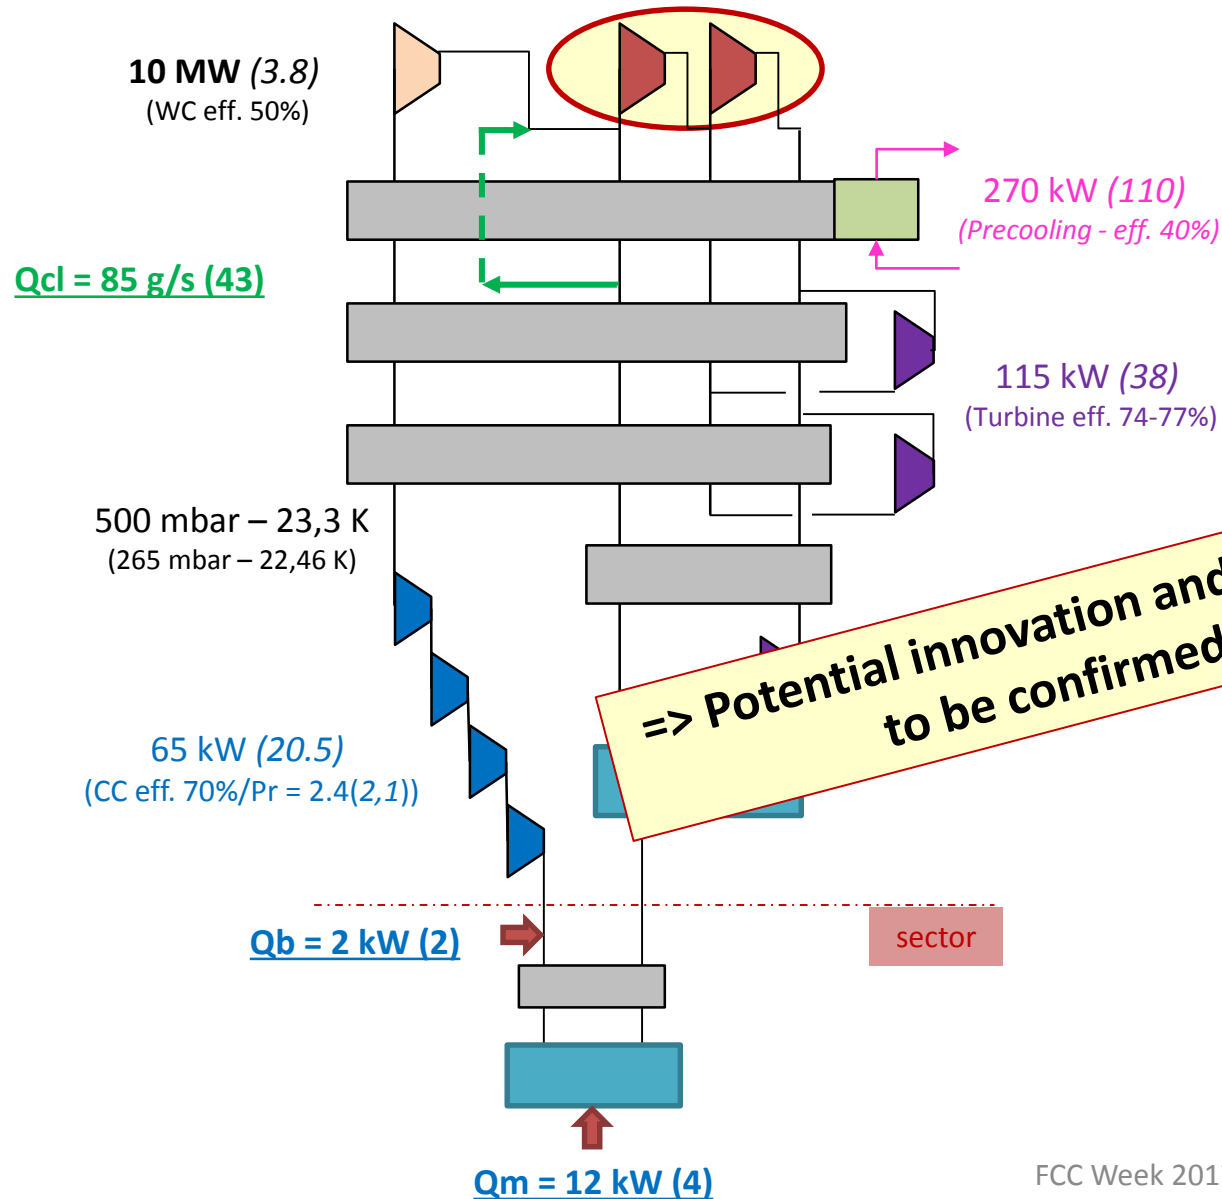 10 MW (3.8)
(WC eff. 50%)
270 kW (110)
(Precooling - eff. 40%)
Qcl = 85 g/s (43)
115 kW (38)
(Turbine eff. 74-77%)
500 mbar – 23,3 K
(265 mbar – 22,46 K)
=> Potential innovation and
to be confirmed
65 kW (20.5)
(CC eff. 70%/Pr = 2.4(2,1))
Qb = 2 kW (2)
sector
Qm = 12 kW (4)
FCC Week 201